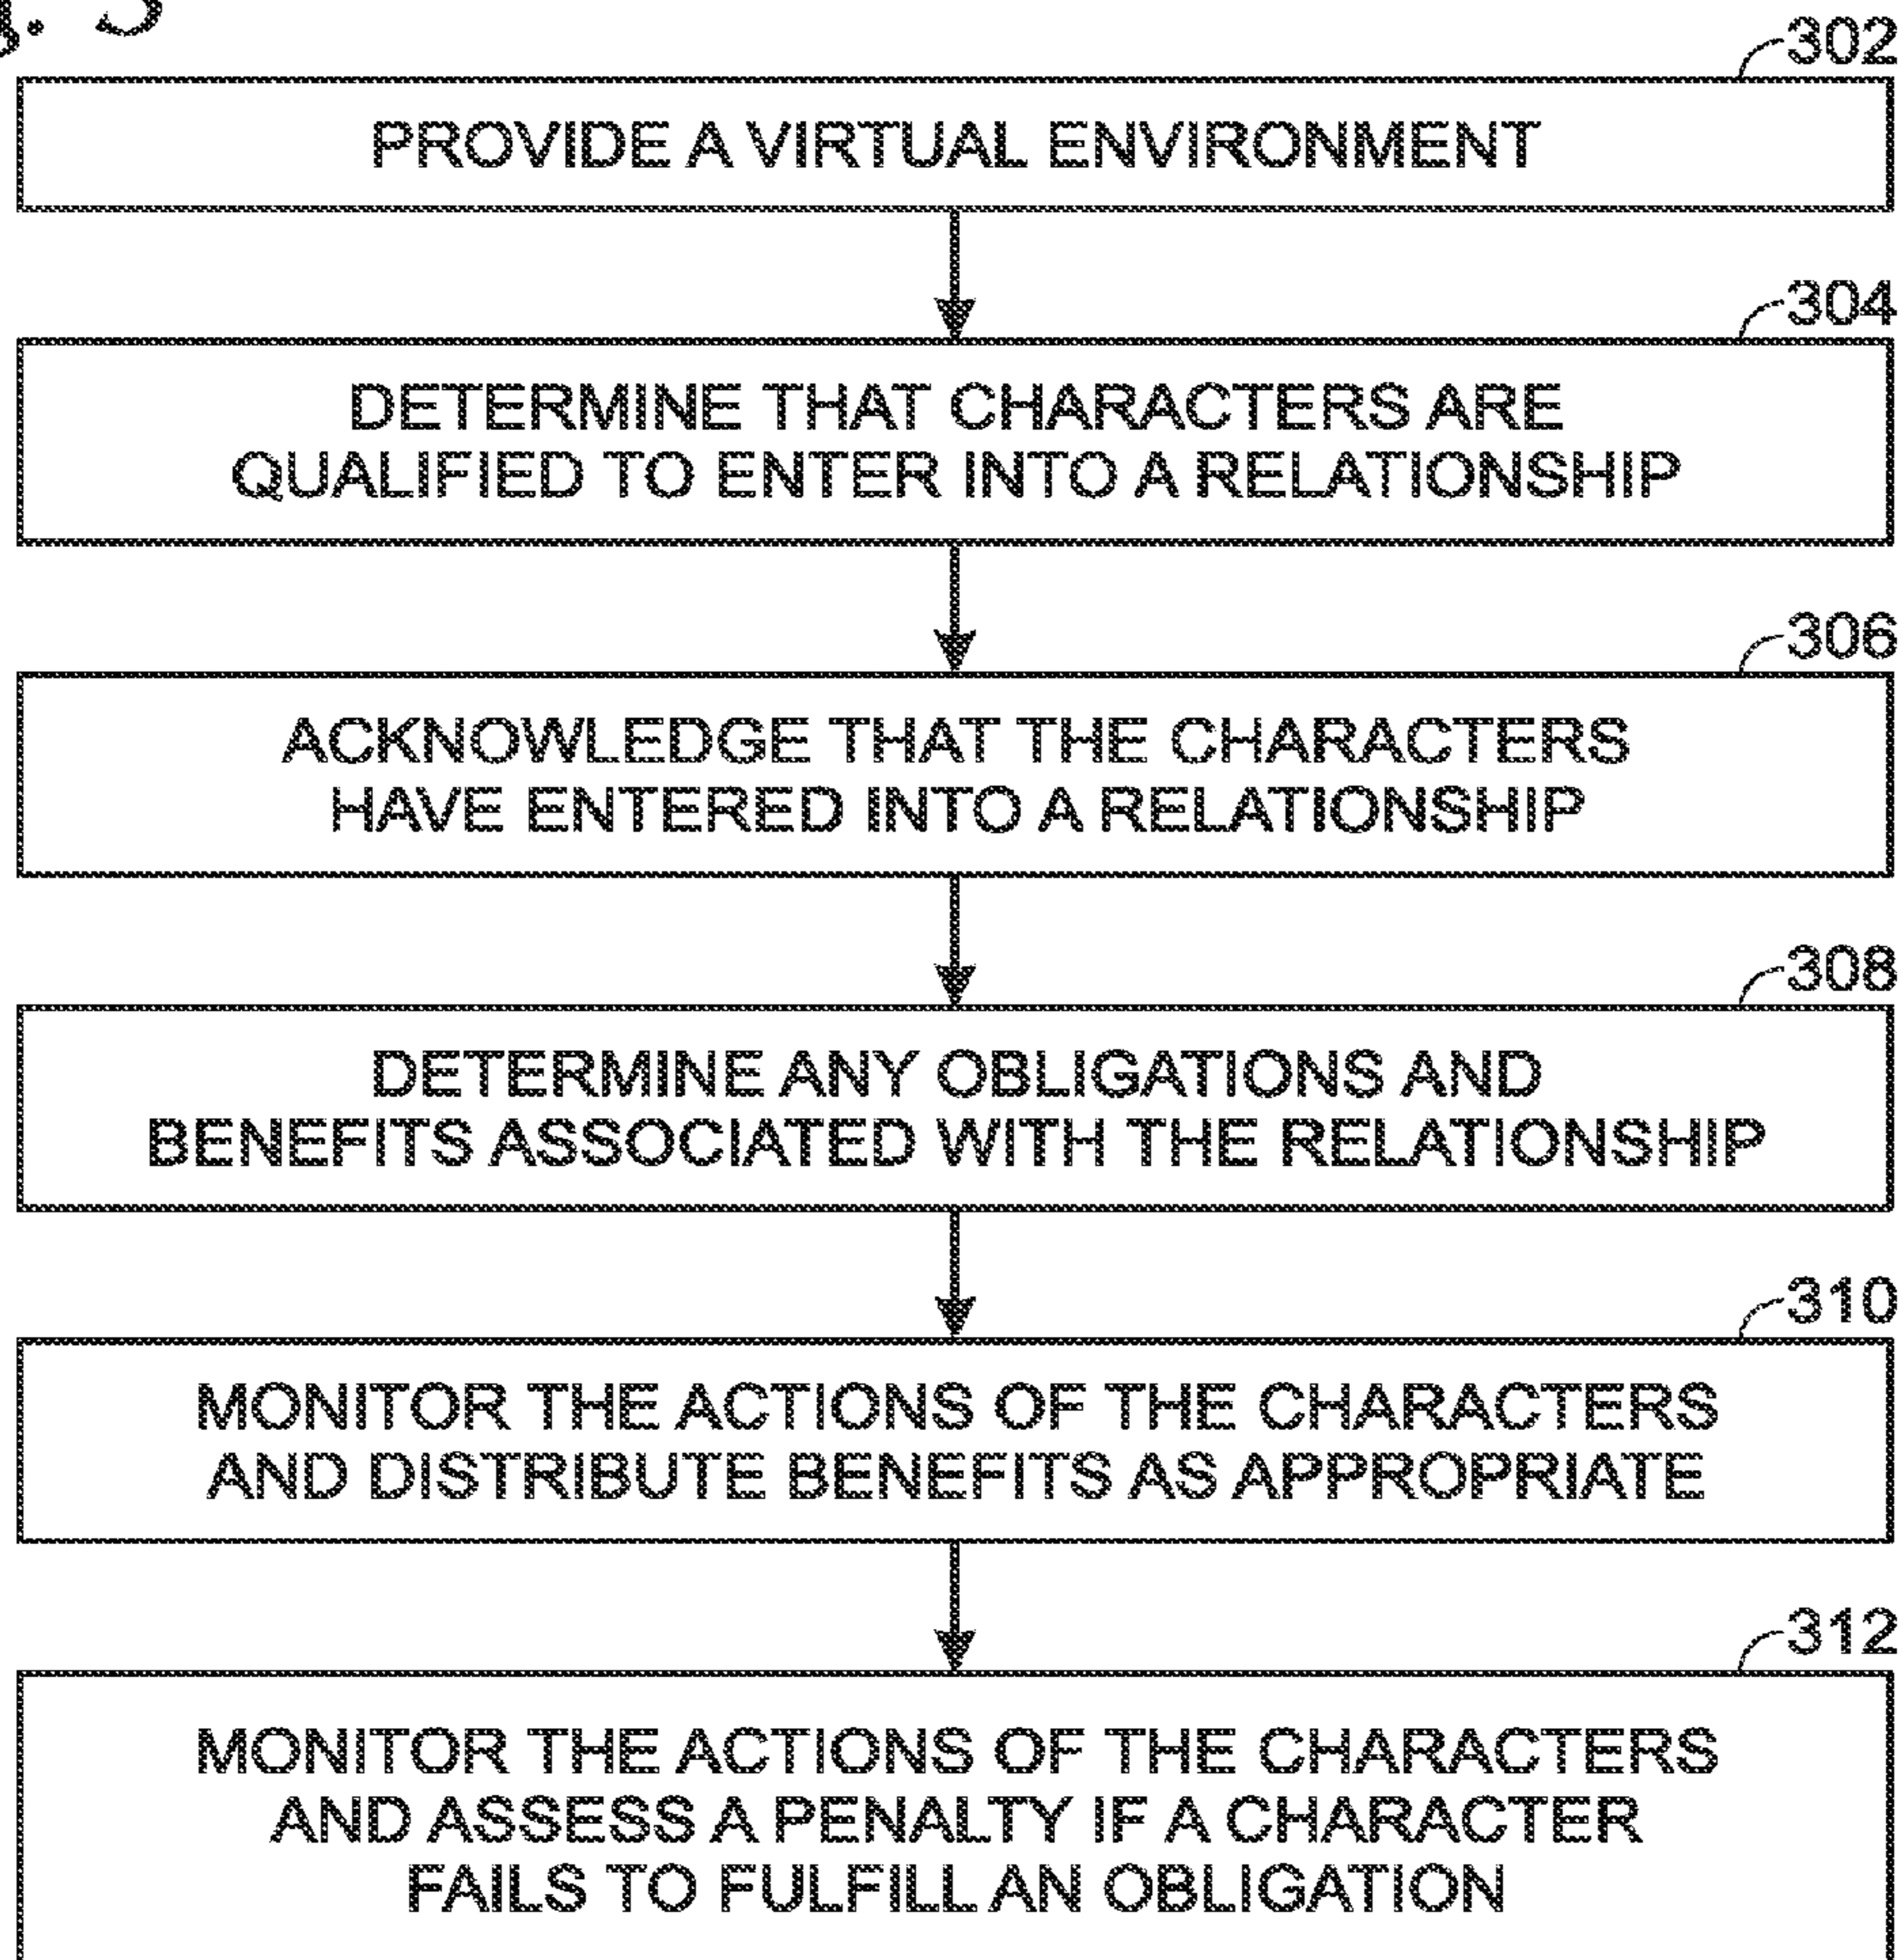 302
PROVIDE A VIRTUAL ENVIRONMENT
304
DETERMINE THAT CHARACTERS ARE
QUALIFIED TO ENTER INTO A RELATIONSHIP
306
ACKNOWLEDGE THAT THE CHARACTERS
HAVE ENTERED INTO A RELATIONSHIP
308
DETERMINE ANY OBLIGATIONS AND
BENEFITS ASSOCIATED WITH THE RELATIONSHIP
310
MONITOR THE ACTIONS OF THE CHARACTERS
AND DISTRIBUTE BENEFITS AS APPROPRIATE
312
MONITOR THE ACTIONS OF THE CHARACTERS
AND ASSESS A PENALTY IF A CHARACTER
FAILS TO FULFILL AN OBLIGATION